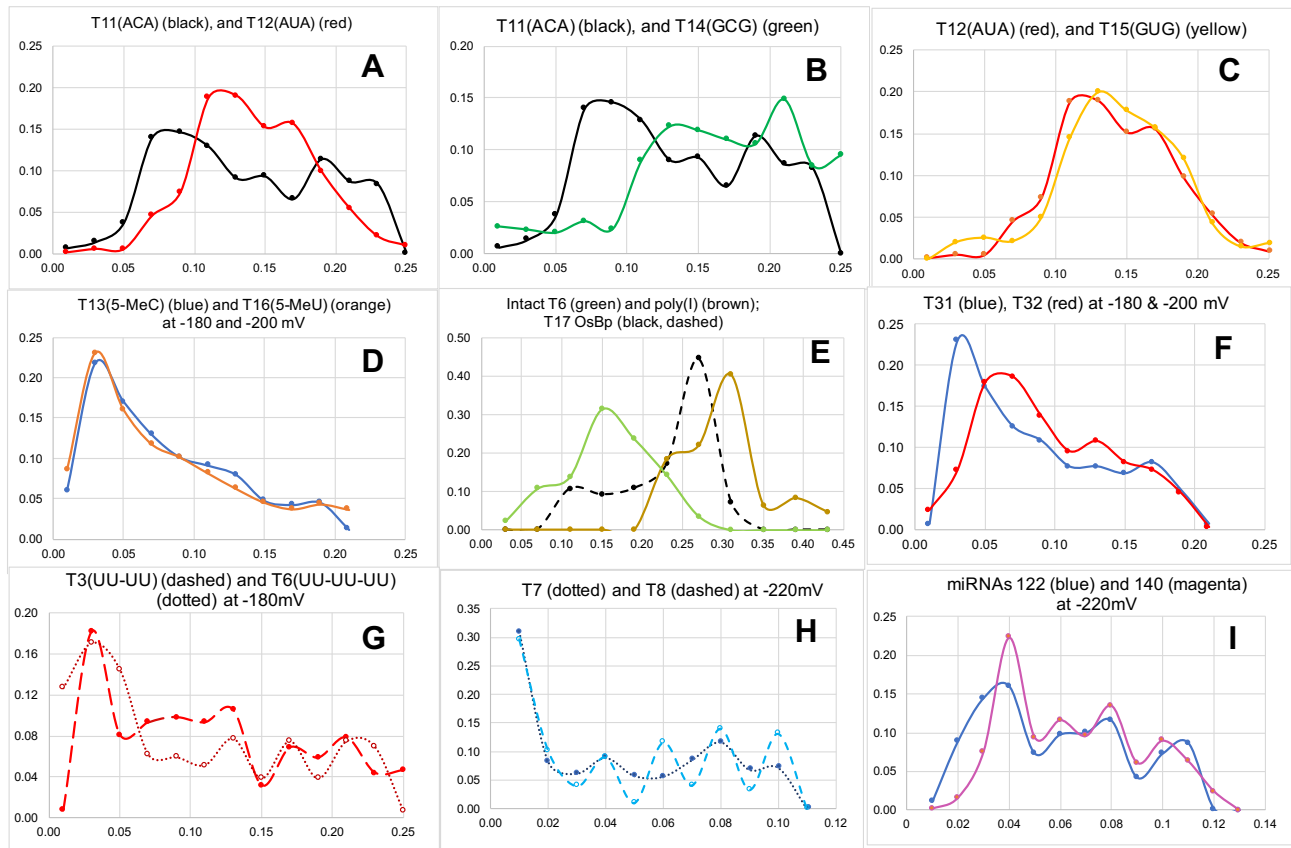 T11(ACA) (black), and T12(AUA) (red)
A
0.25
0.20
0.15
0.10
0.05
0.00
0.00 0.05 0.10 0.15 0.20 0.25
T11(ACA) (black), and T14(GCG) (green)
B
0.20
0.15
0.10
0.05
0.00
0.00 0.05 0.10 0.15 0.20 0.25
T12(AUA) (red), and T15(GUG) (yellow)
C
0.25
0.20
0.15
0.10
0.05
0.00
0.00 0.05 0.10 0.15 0.20 0.25
T13(5-MeC) (blue) and T16(5-MeU) (orange)
at -180 and -200 mV
D
0.25
0.20
0.15
0.10
0.05
0.00
0.00 0.05 0.10 0.15 0.20 0.25
Intact T6 (green) and poly(I) (brown);
T17 OsBp (black, dashed)
E
0.50
0.40
0.30
0.20
0.10
0.00
0.00 0.05 0.10 0.15 0.20 0.25 0.30 0.35 0.40 0.45
T31 (blue), T32 (red) at -180 & -200 mV
F
0.25
0.20
0.15
0.10
0.05
0.00
0.00 0.05 0.10 0.15 0.20 0.25
T3(UU-UU) (dashed) and T6(UU-UU-UU)
(dotted) at -180mV
G
0.20
0.16
0.12
0.08
0.04
0.00
0.00 0.05 0.10 0.15 0.20 0.25
T7 (dotted) and T8 (dashed) at -220mV
H
0.35
0.30
0.25
0.20
0.15
0.10
0.05
0.00
0.00 0.02 0.04 0.06 0.08 0.10 0.12
miRNAs 122 (blue) and 140 (magenta)
at -220mV
I
0.30
0.25
0.20
0.15
0.10
0.05
0.00
0 0.02 0.04 0.06 0.08 0.1 0.12 0.14